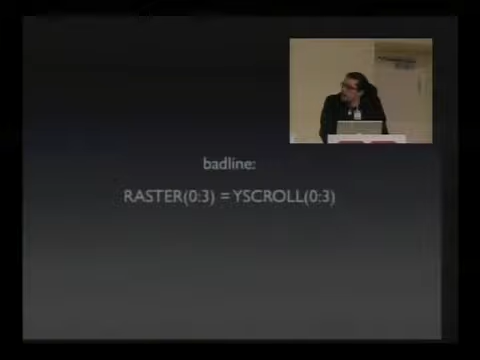 badline:
RASTER(0:3) = YSCROLL(0:3)